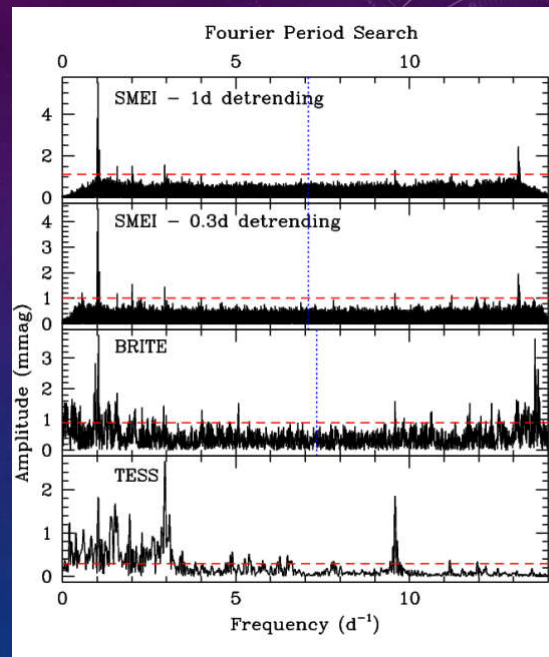 Fourier Period Search
0 5 10
SMEI - 1d detrending
4
2
0
SMEI - 0.3d detrending
4
3
2
1
0
BRITE
3
2
1
0
TESS
2
1
0
0 5 10
Amplitude (mmag)
Frequency (d⁻¹)